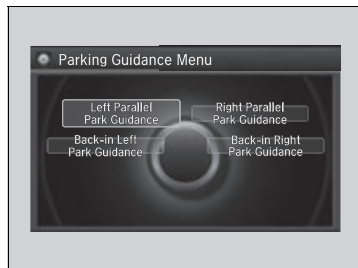 Parking Guidance Menu
Left Parallel
Park Guidance
Right Parallel
Park Guidance
Back-in Left
Park Guidance
Back-in Right
Park Guidance